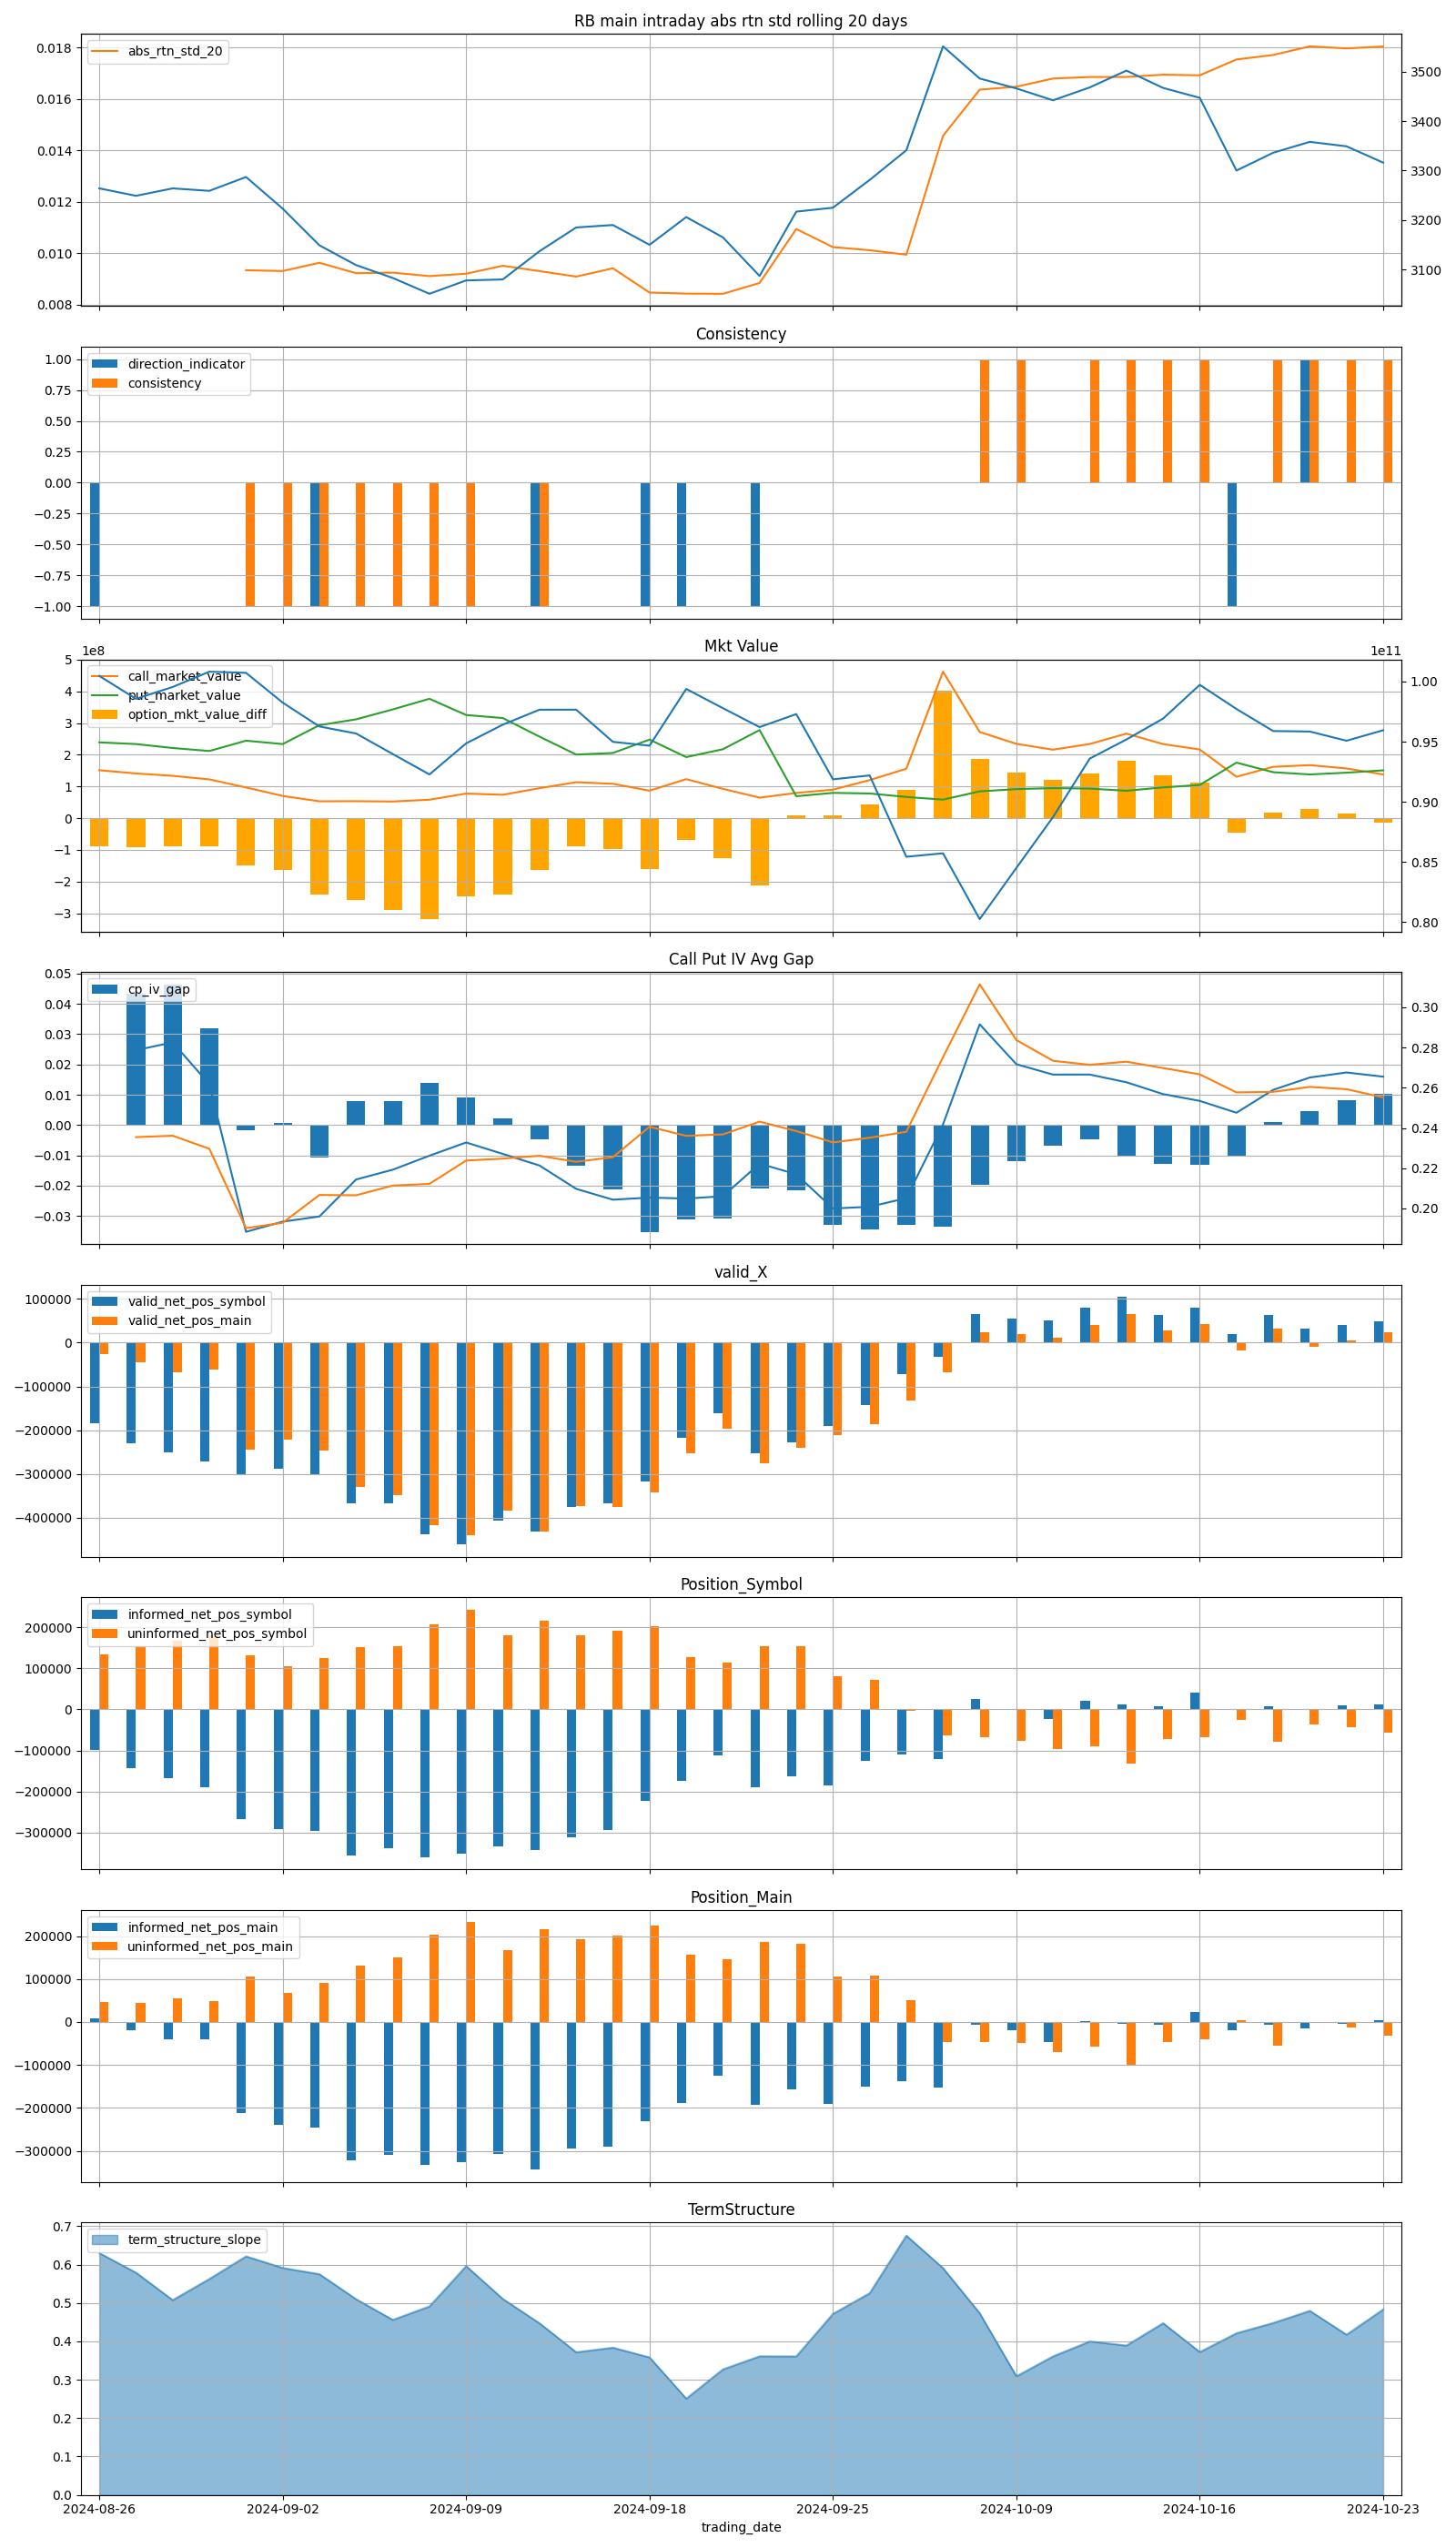 RB main intraday abs rtn std rolling 20 days
abs_rtn_std_20
0.018
0.016
0.014
0.012
0.010
0.008
3500
3400
3300
3200
3100
Consistency
direction_indicator
consistency
1.00
0.75
0.50
0.25
0.00
−0.25
−0.50
−0.75
−1.00
Mkt Value
1e8
1e11
call_market_value
put_market_value
option_mkt_value_diff
5
4
3
2
1
0
−1
−2
−3
1.00
0.95
0.90
0.85
0.80
Call Put IV Avg Gap
cp_iv_gap
0.05
0.04
0.03
0.02
0.01
0.00
−0.01
−0.02
−0.03
0.30
0.28
0.26
0.24
0.22
0.20
valid_X
valid_net_pos_symbol
valid_net_pos_main
100000
0
−100000
−200000
−300000
−400000
Position_Symbol
informed_net_pos_symbol
uninformed_net_pos_symbol
200000
100000
0
−100000
−200000
−300000
Position_Main
informed_net_pos_main
uninformed_net_pos_main
200000
100000
0
−100000
−200000
−300000
TermStructure
term_structure_slope
0.7
0.6
0.5
0.4
0.3
0.2
0.1
0.0
2024-08-26 2024-09-02 2024-09-09 2024-09-18 2024-09-25 2024-10-09 2024-10-16 2024-10-23
trading_date